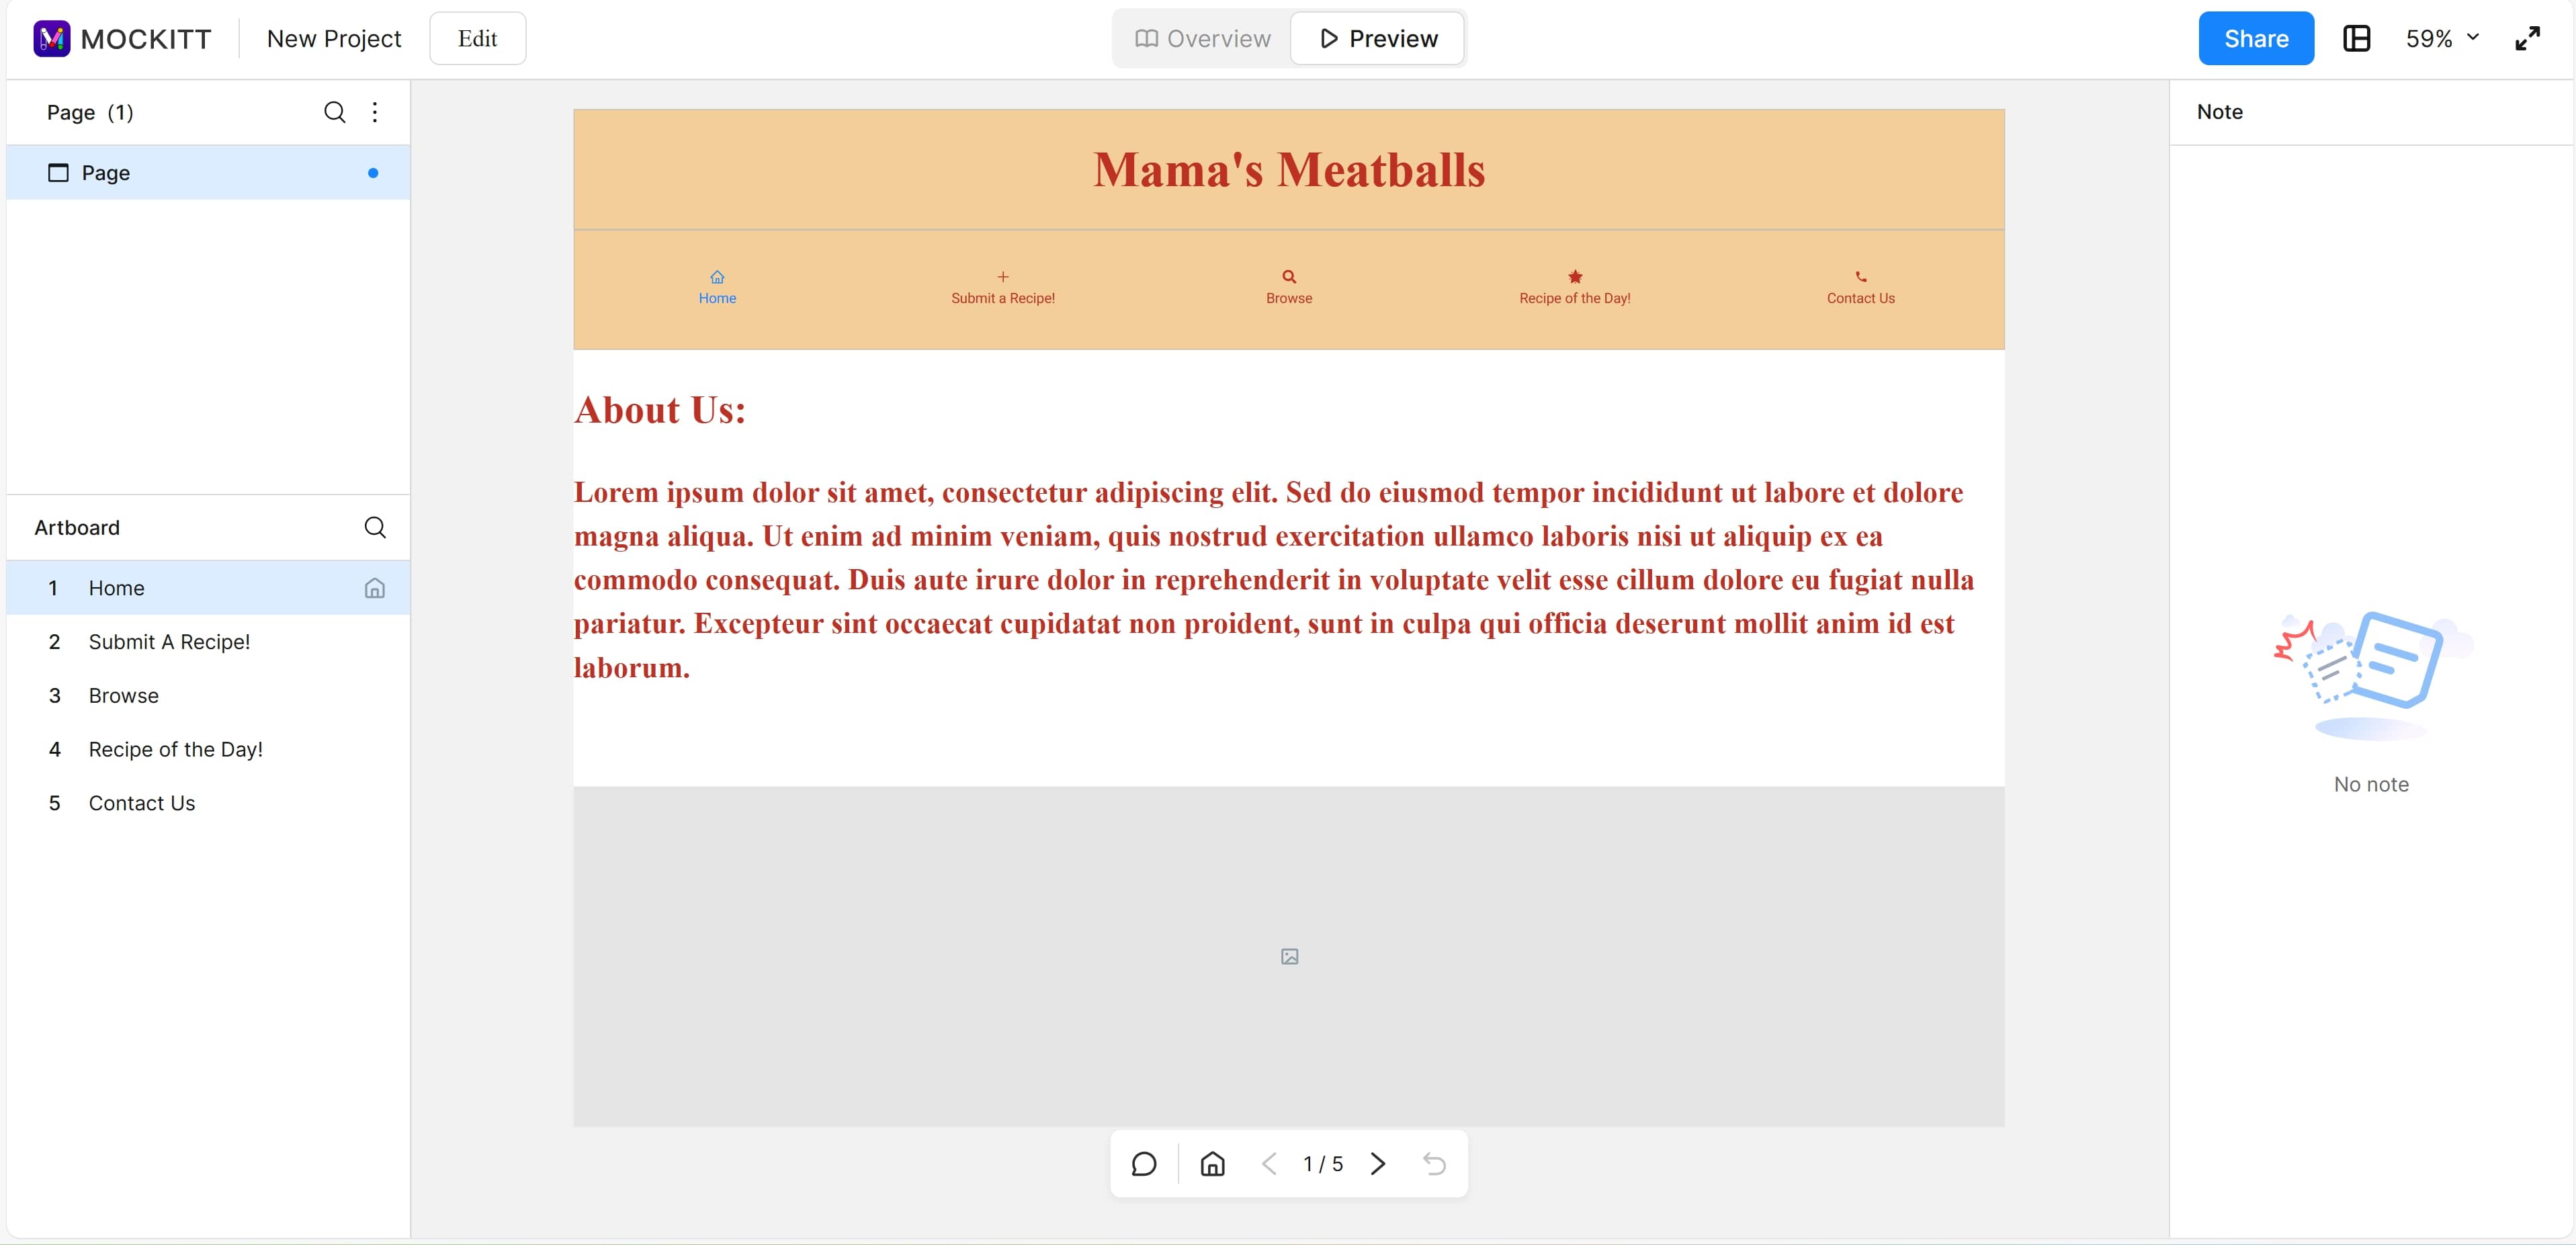 MOCKITT New Project Edit Overview Preview Share 59%
Page (1)
Page
Artboard
1 Home
2 Submit A Recipe!
3 Browse
4 Recipe of the Day!
5 Contact Us
Mama's Meatballs
Home Submit a Recipe! Browse Recipe of the Day! Contact Us
About Us:
Lorem ipsum dolor sit amet, consectetur adipiscing elit. Sed do eiusmod tempor incididunt ut labore et dolore
magna aliqua. Ut enim ad minim veniam, quis nostrud exercitation ullamco laboris nisi ut aliquip ex ea
commodo consequat. Duis aute irure dolor in reprehenderit in voluptate velit esse cillum dolore eu fugiat nulla
pariatur. Excepteur sint occaecat cupidatat non proident, sunt in culpa qui officia deserunt mollit anim id est
laborum.
1 / 5
Note
No note